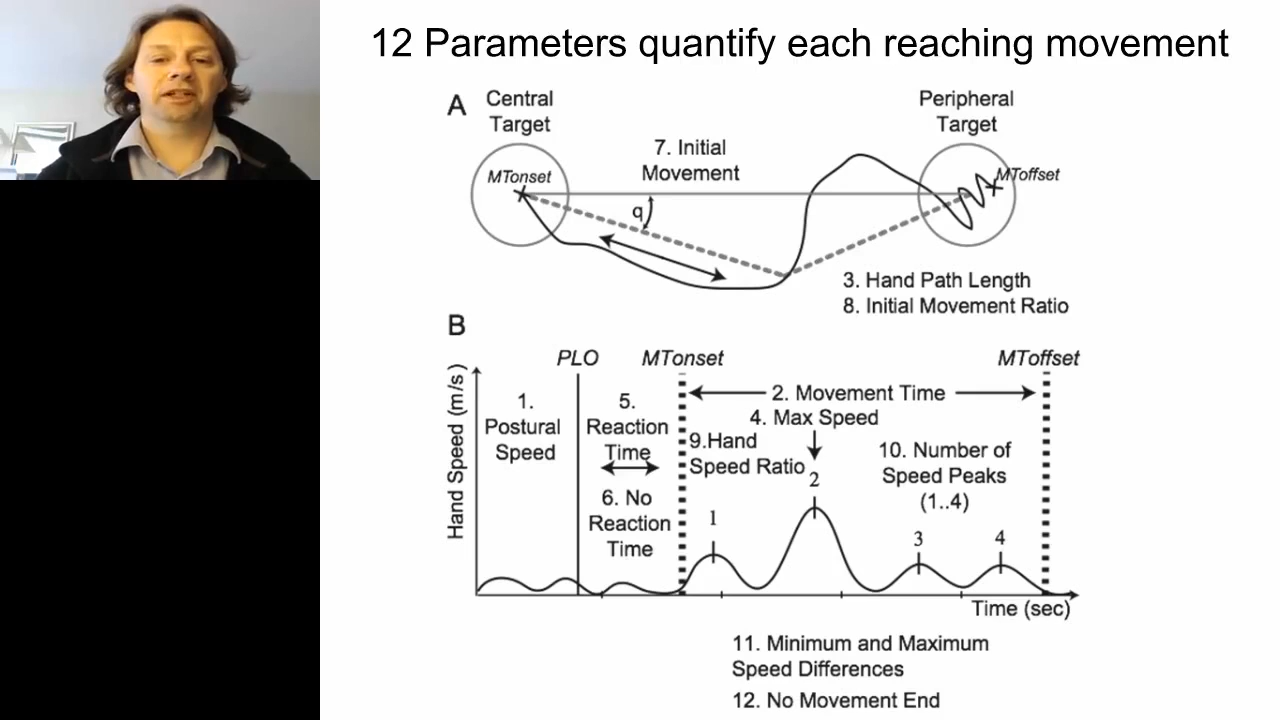 12 Parameters quantify each reaching movement
A
Central
Target
Peripheral
Target
7. Initial
Movement
MTonset
MToffset
q
3. Hand Path Length
8. Initial Movement Ratio
B
PLO
MTonset
MToffset
Hand Speed (m/s)
1.
Postural
Speed
5.
Reaction
Time
6. No
Reaction
Time
2. Movement Time
4. Max Speed
9.Hand
Speed Ratio
10. Number of
Speed Peaks
(1..4)
1
2
3
4
Time (sec)
11. Minimum and Maximum
Speed Differences
12. No Movement End